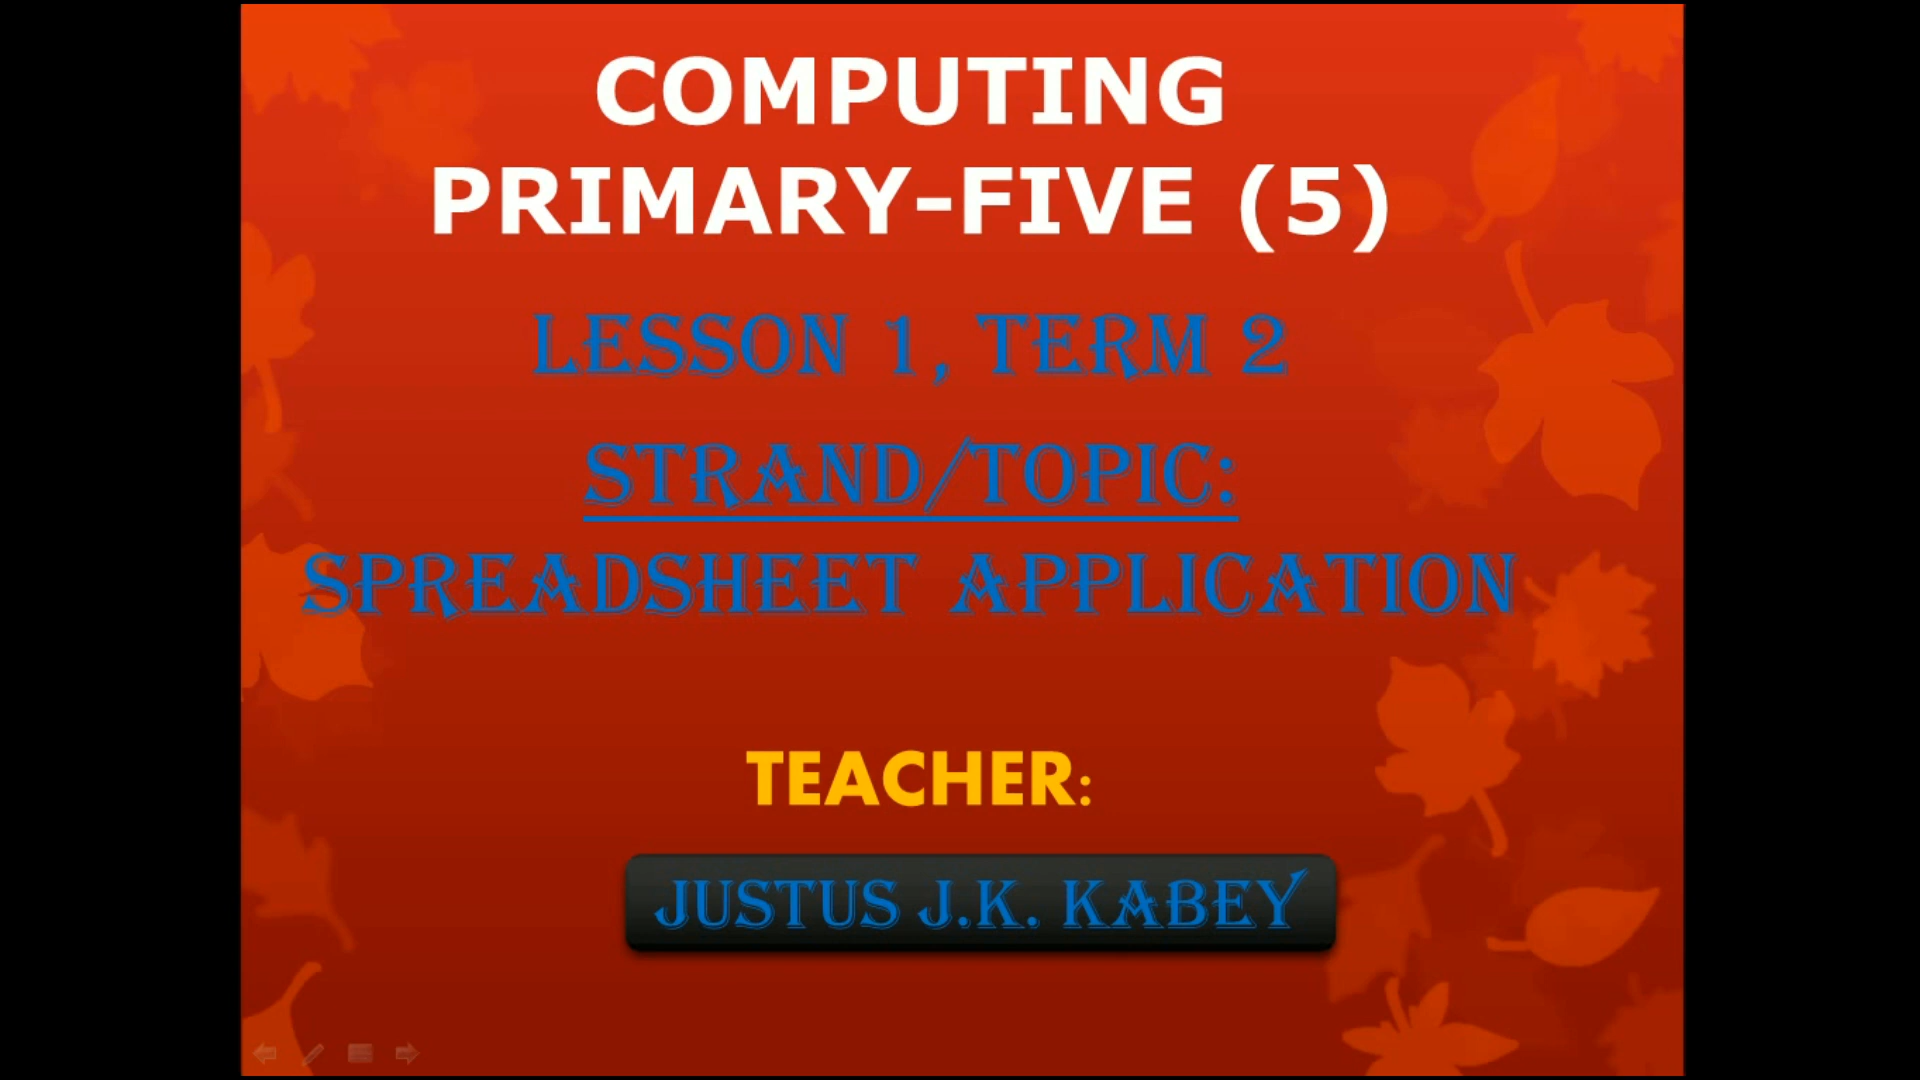 COMPUTING
PRIMARY-FIVE (5)
LESSON 1, TERM 2
STRAND/TOPIC:
SPREADSHEET APPLICATION
TEACHER:
JUSTUS J.K. KABEY